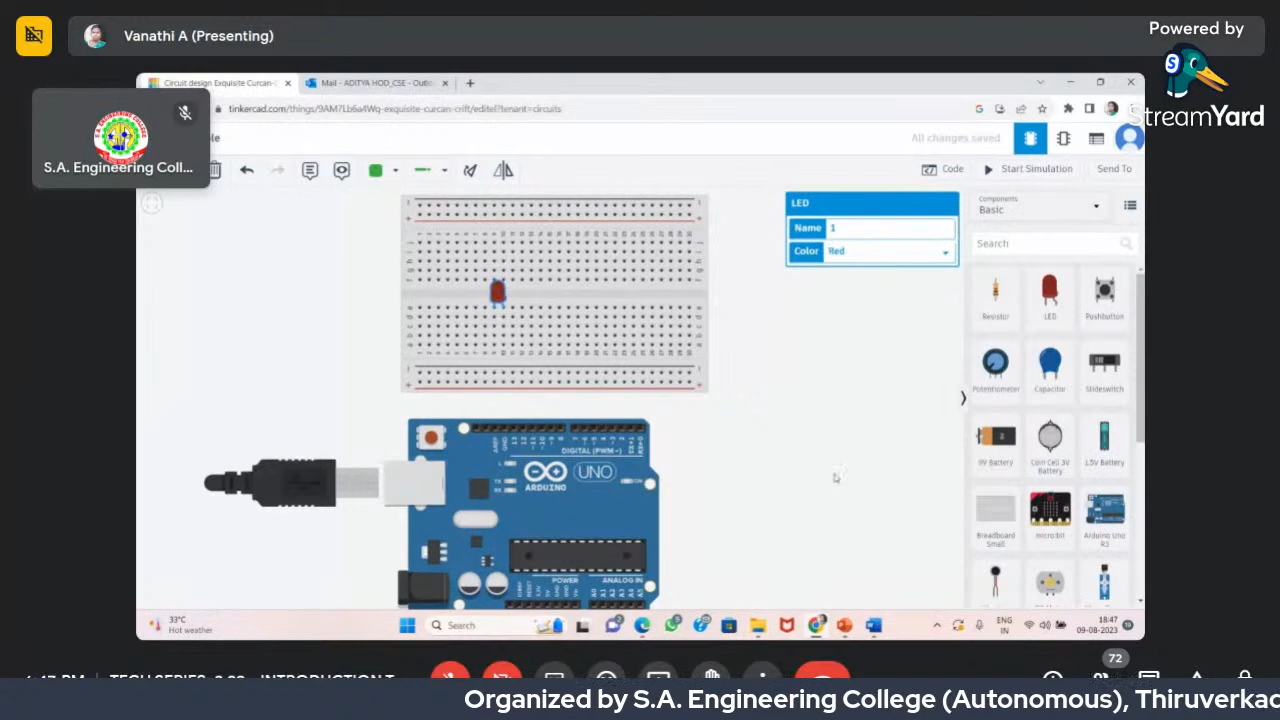 Vanathi A (Presenting)
Powered by
StreamYard
S.A. Engineering Coll...
Circuit design Exquisite Curcan-
Mail - ADITYA HOD_CSE - Outlo
tinkercad.com/things/9AM7Lb6a4Wq-exquisite-curcan-crift/editel?tenant=circuits
All changes saved
Code
Start Simulation
Send To
LED
Name 1
Color Red
Components
Basic
Search
Resistor
LED
Pushbutton
Potentiometer
Capacitor
Slideswitch
9V Battery
Coin Cell 3V Battery
1.5V Battery
Breadboard Small
micro:bit
Arduino Uno R3
DIGITAL (PWM~)
UNO
ARDUINO
POWER
ANALOG IN
33°C
Hot weather
Search
ENG
IN
18:47
09-08-2023
72
Organized by S.A. Engineering College (Autonomous), Thiruverkad